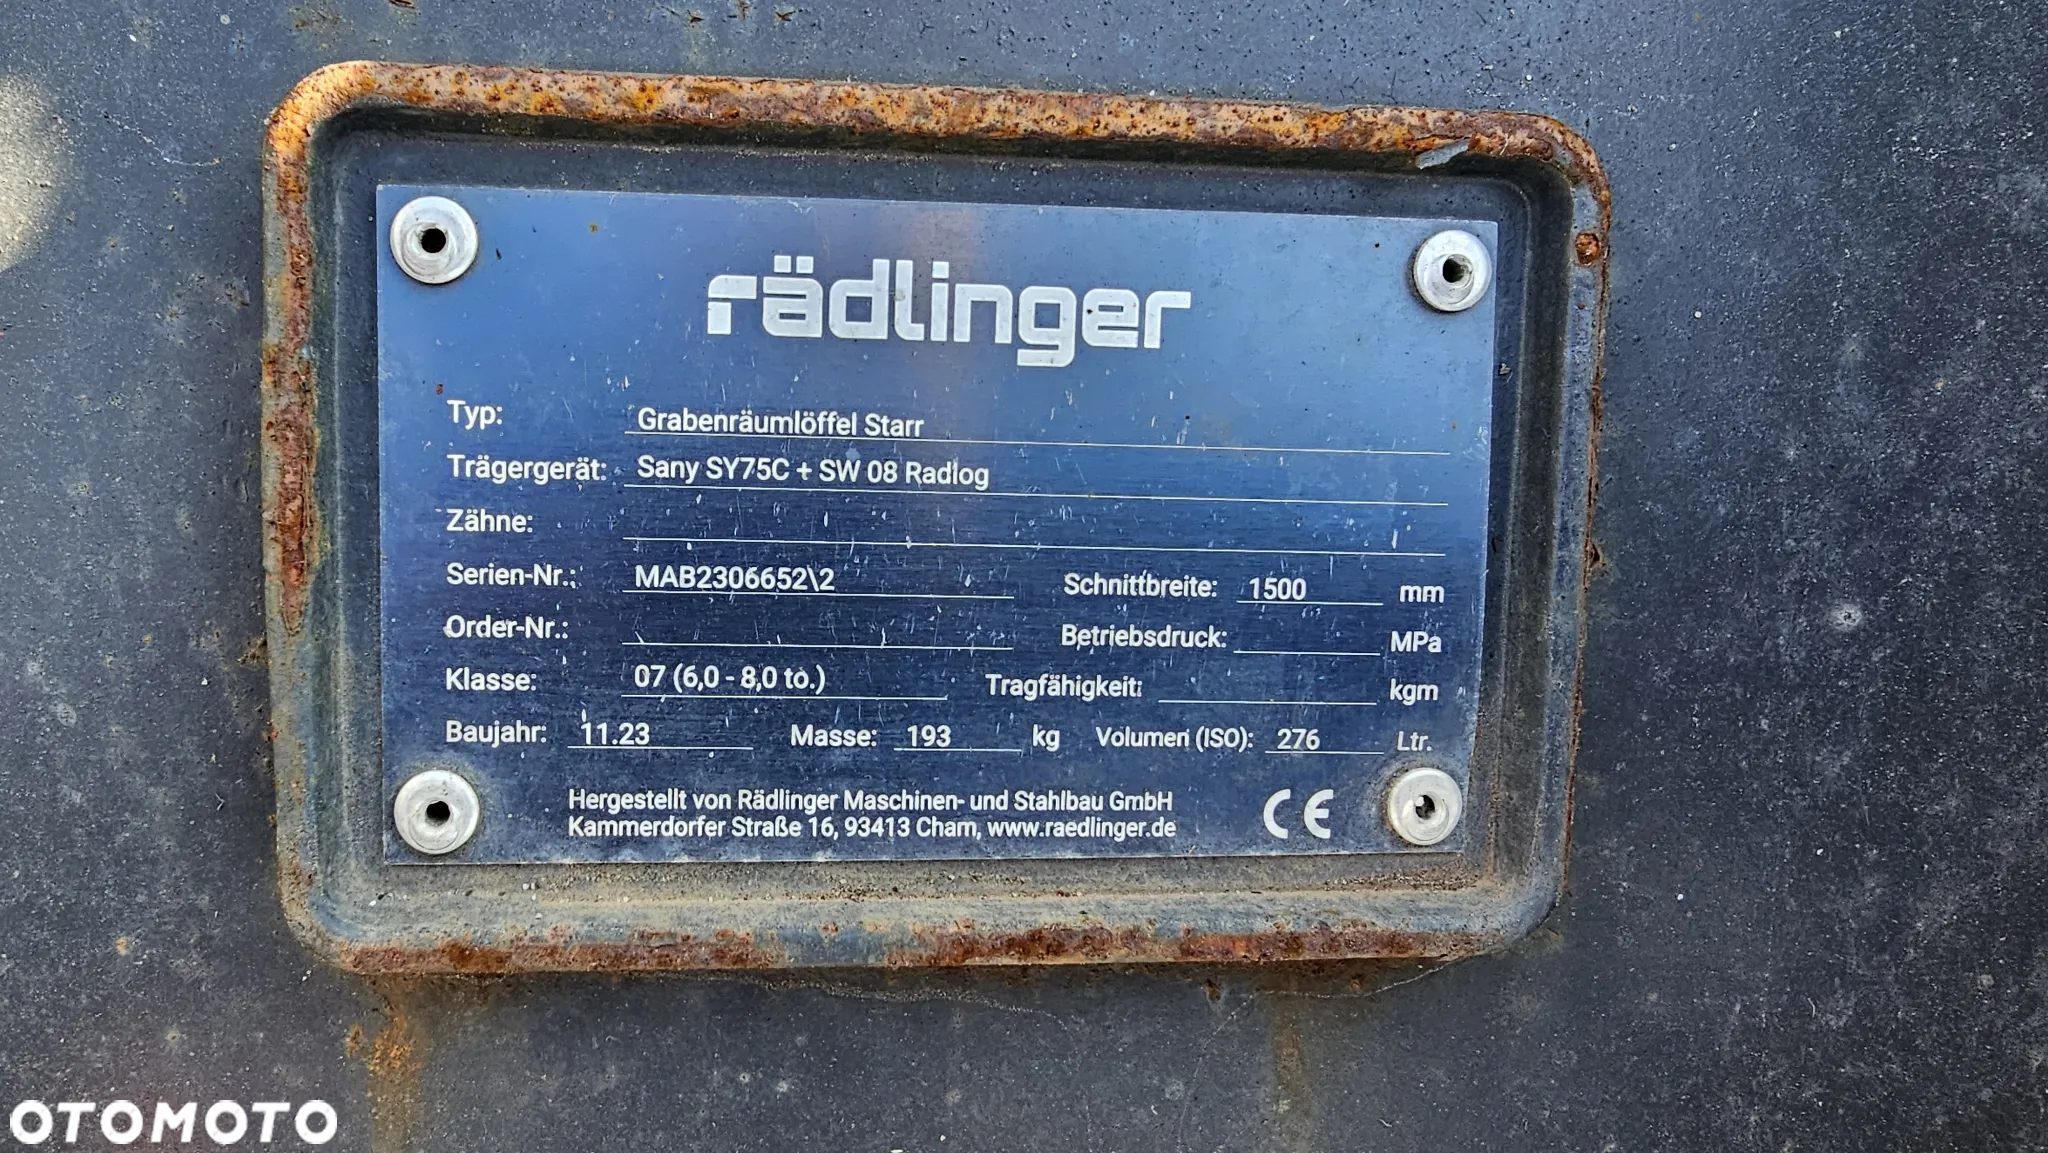 rädlinger
Typ: Grabenräumlöffel Starr
Trägergerät: Sany SY75C + SW 08 Radlog
Zähne:
Serien-Nr.: MAB2306652\2 Schnittbreite: 1500 mm
Order-Nr.: Betriebsdruck: MPa
Klasse: 07 (6,0 - 8,0 to.) Tragfähigkeit: kgm
Baujahr: 11.23 Masse: 193 kg Volumen (ISO): 276 Ltr.
Hergestellt von Rädlinger Maschinen- und Stahlbau GmbH
Kammerdorfer Straße 16, 93413 Cham, www.raedlinger.de
CE
OTOMOTO